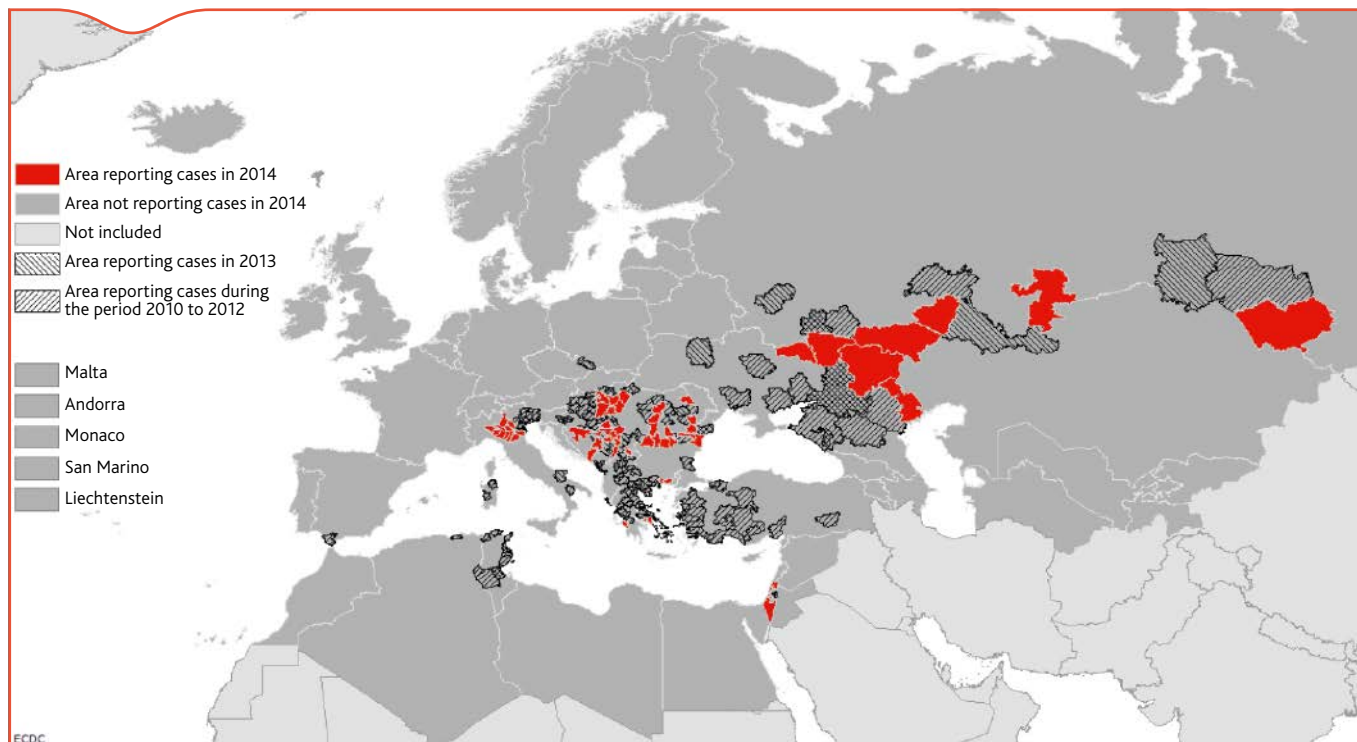 Area reporting cases in 2014
Area not reporting cases in 2014
Not included
Area reporting cases in 2013
Area reporting cases during
the period 2010 to 2012
Malta
Andorra
Monaco
San Marino
Liechtenstein
ECDC